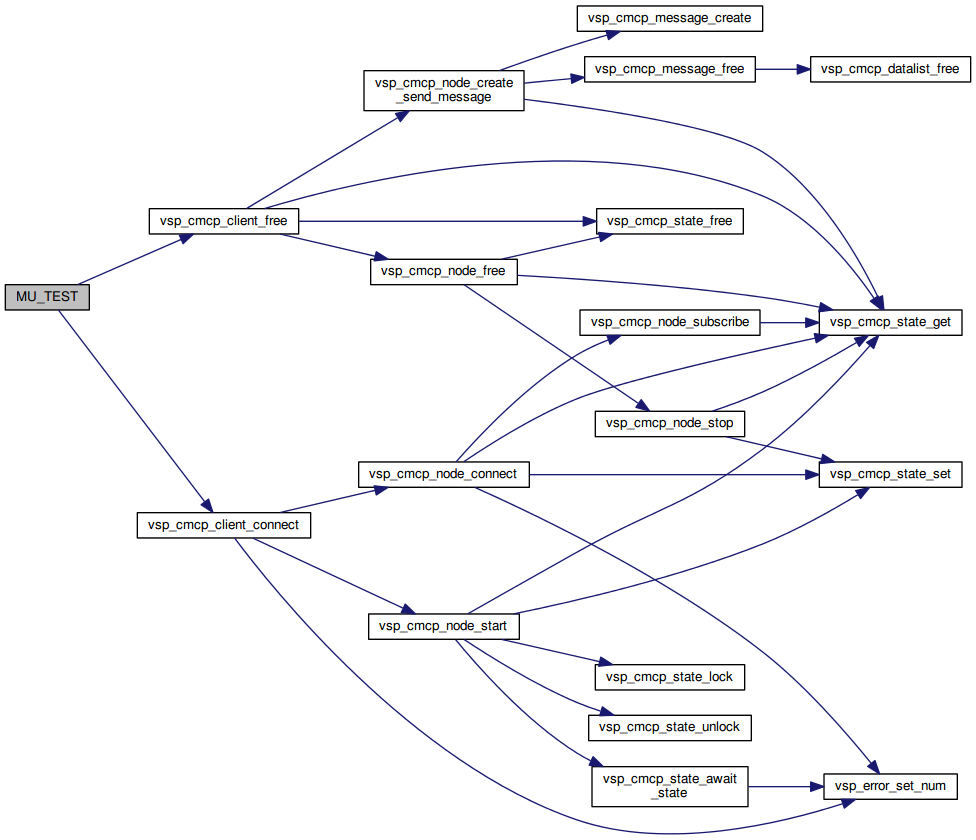 vsp_cmcp_message_create
vsp_cmcp_message_free
vsp_cmcp_datalist_free
vsp_cmcp_node_create
_send_message
vsp_cmcp_client_free
vsp_cmcp_state_free
vsp_cmcp_node_free
MU_TEST
vsp_cmcp_node_subscribe
vsp_cmcp_state_get
vsp_cmcp_node_stop
vsp_cmcp_node_connect
vsp_cmcp_state_set
vsp_cmcp_client_connect
vsp_cmcp_node_start
vsp_cmcp_state_lock
vsp_cmcp_state_unlock
vsp_cmcp_state_await
_state
vsp_error_set_num